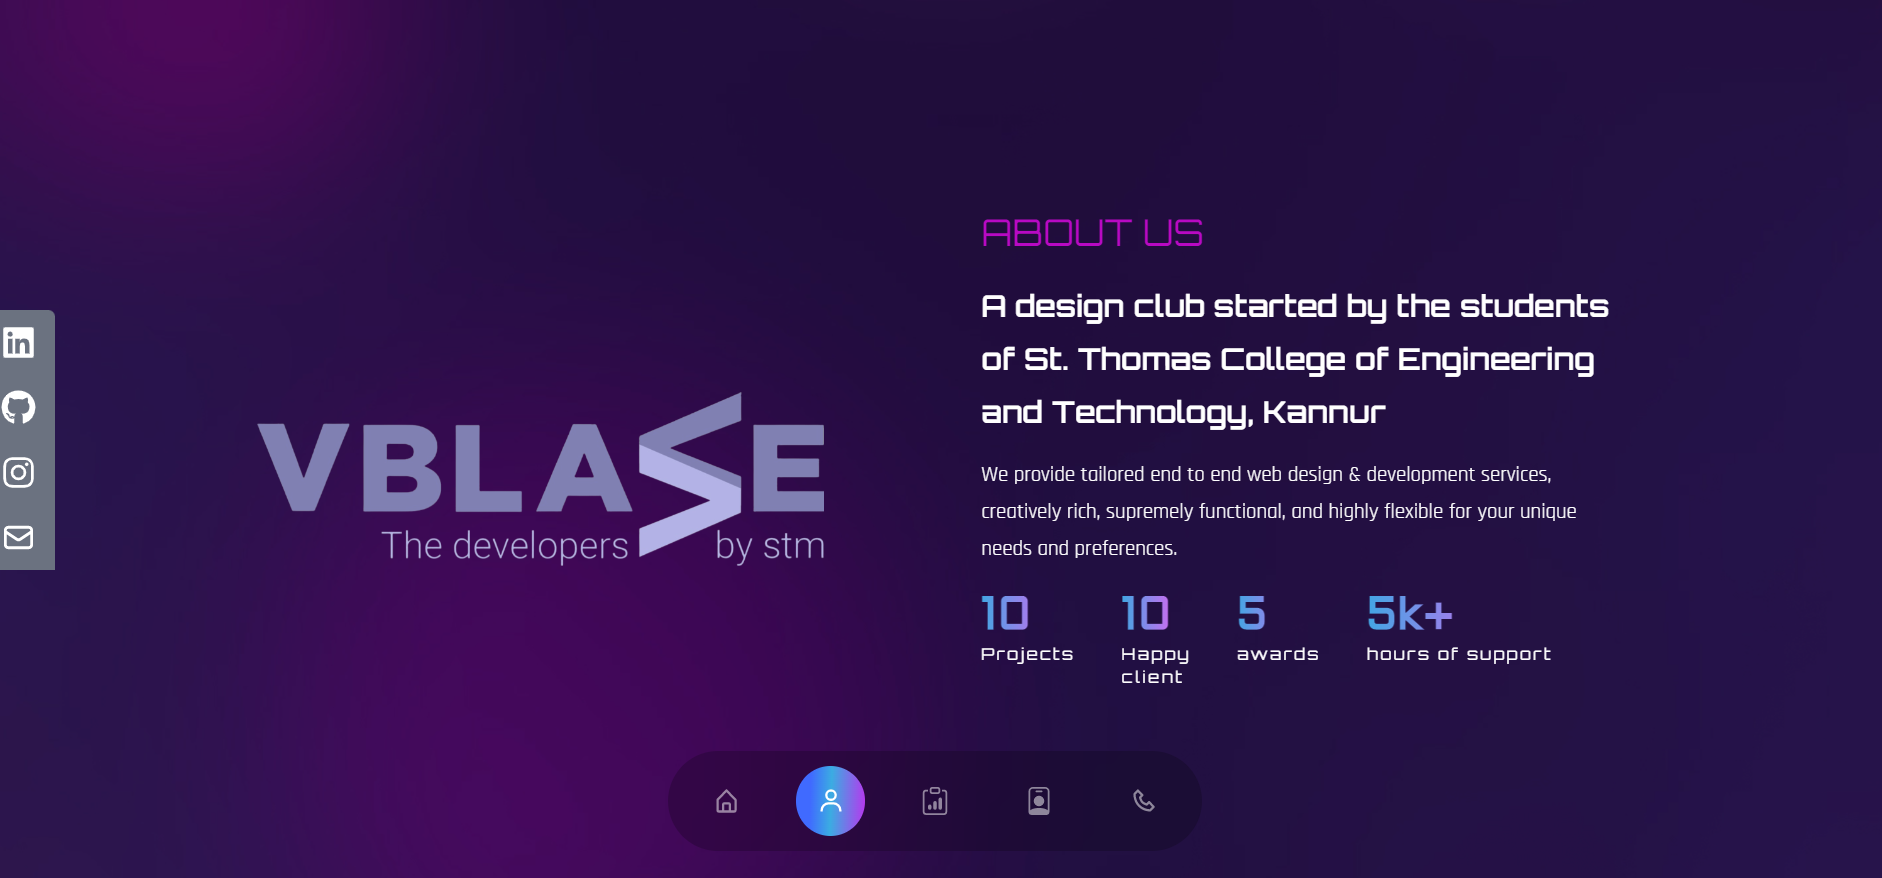 ABOUT US
A design club started by the students
of St. Thomas College of Engineering
and Technology, Kannur
We provide tailored end to end web design & development services,
creatively rich, supremely functional, and highly flexible for your unique
needs and preferences.
10
Projects
10
Happy
client
5
awards
5k+
hours of support
VBLASE
The developers by stm
in